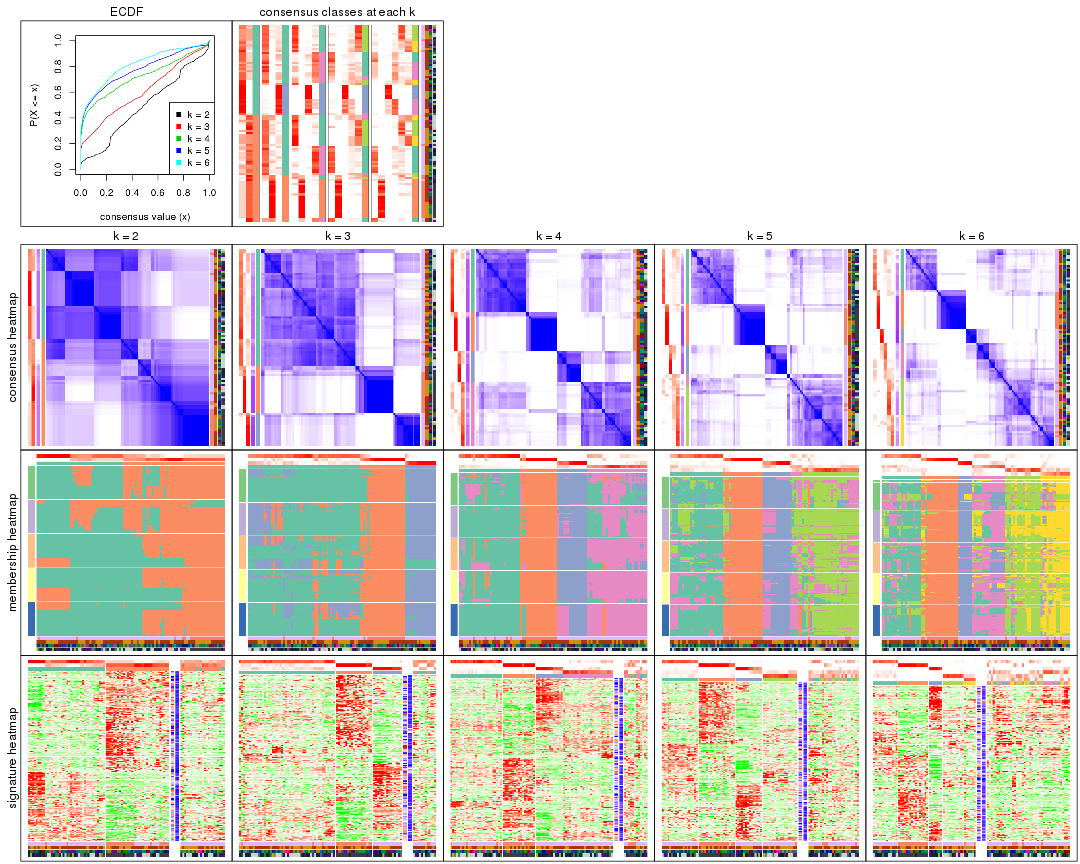 ECDF
consensus classes at each k
P(X <= x)
0.0 0.2 0.4 0.6 0.8 1.0
k = 2
k = 3
k = 4
k = 5
k = 6
0.0 0.2 0.4 0.6 0.8 1.0
consensus value (x)
k = 2
k = 3
k = 4
k = 5
k = 6
consensus heatmap
membership heatmap
signature heatmap